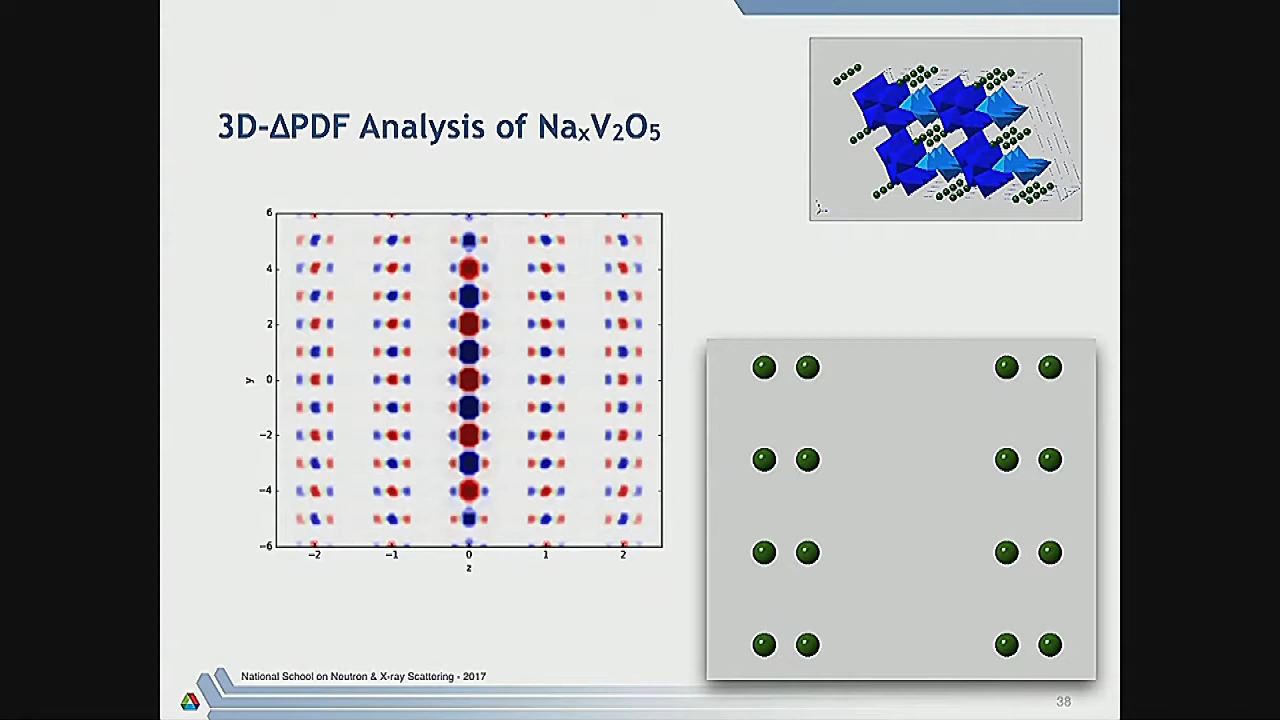 3D-ΔPDF Analysis of NaₓV₂O₅
6
4
2
y 0
−2
−4
−6
−2 −1 0 1 2
z
National School on Neutron & X-ray Scattering - 2017
38